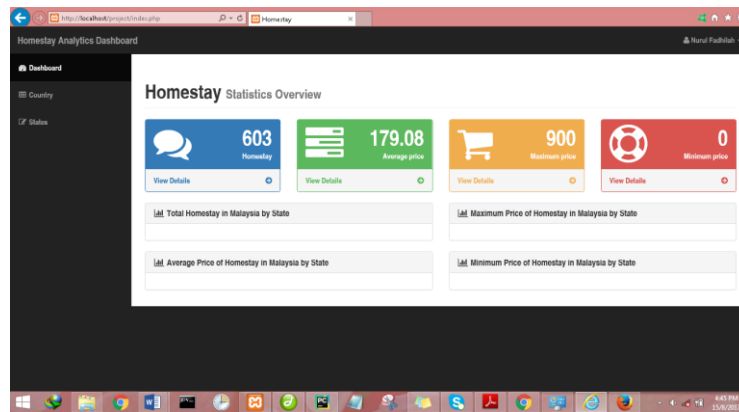 http://localhost/project/index.php
Homestay
Homestay Analytics Dashboard
Nurul Fadhilah
Dashboard
Country
States
Homestay Statistics Overview
603
Homestay
View Details
179.08
Average price
View Details
900
Maximum price
View Details
0
Minimum price
View Details
Total Homestay in Malaysia by State
Maximum Price of Homestay in Malaysia by State
Average Price of Homestay in Malaysia by State
Minimum Price of Homestay in Malaysia by State
4:45 PM